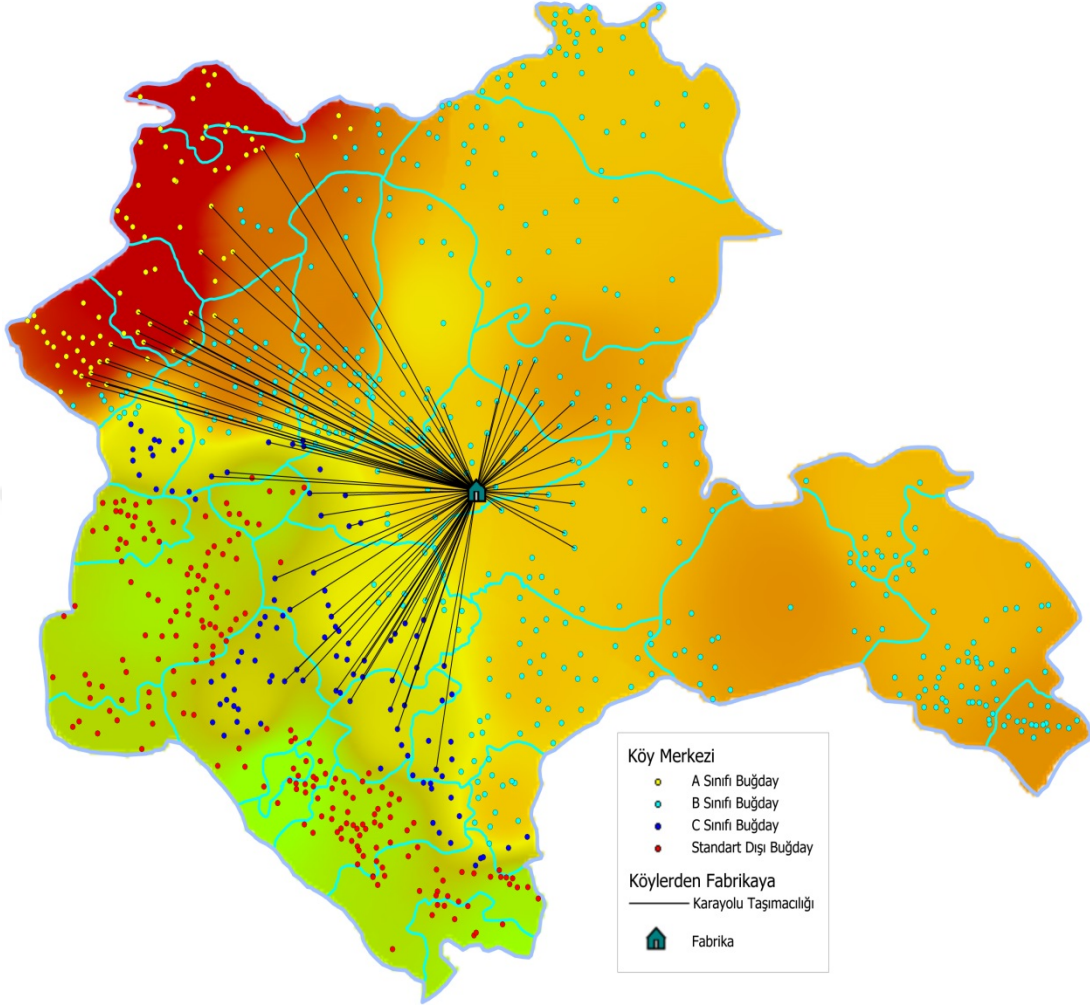 Köy Merkezi
A Sınıfı Buğday
B Sınıfı Buğday
C Sınıfı Buğday
Standart Dışı Buğday
Köylerden Fabrikaya
Karayolu Taşımacılığı
Fabrika